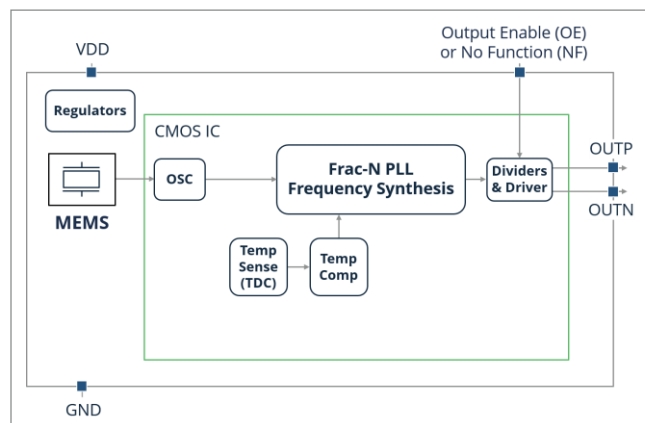 VDD
Output Enable (OE)
or No Function (NF)
Regulators
CMOS IC
MEMS
OSC
Frac-N PLL
Frequency Synthesis
Dividers
& Driver
OUTP
OUTN
Temp
Sense
(TDC)
Temp
Comp
GND